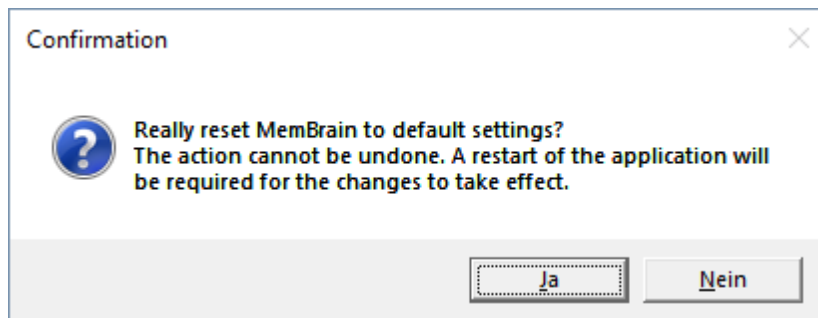 Confirmation
Really reset MemBrain to default settings?
The action cannot be undone. A restart of the application will
be required for the changes to take effect.
Ja
Nein